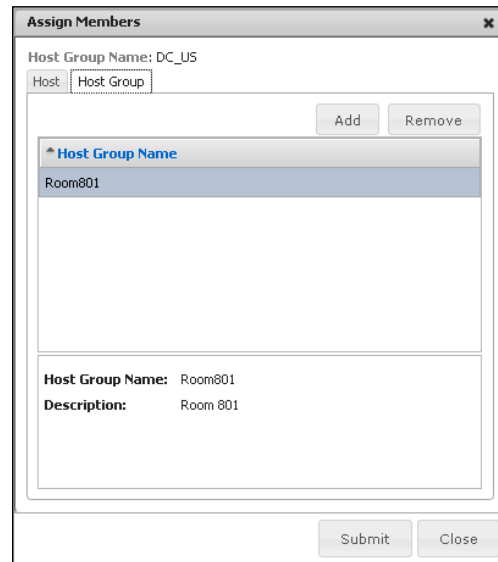 Assign Members
Host Group Name: DC_US
Host Host Group
Add Remove
Host Group Name
Room801
Host Group Name: Room801
Description: Room 801
Submit Close